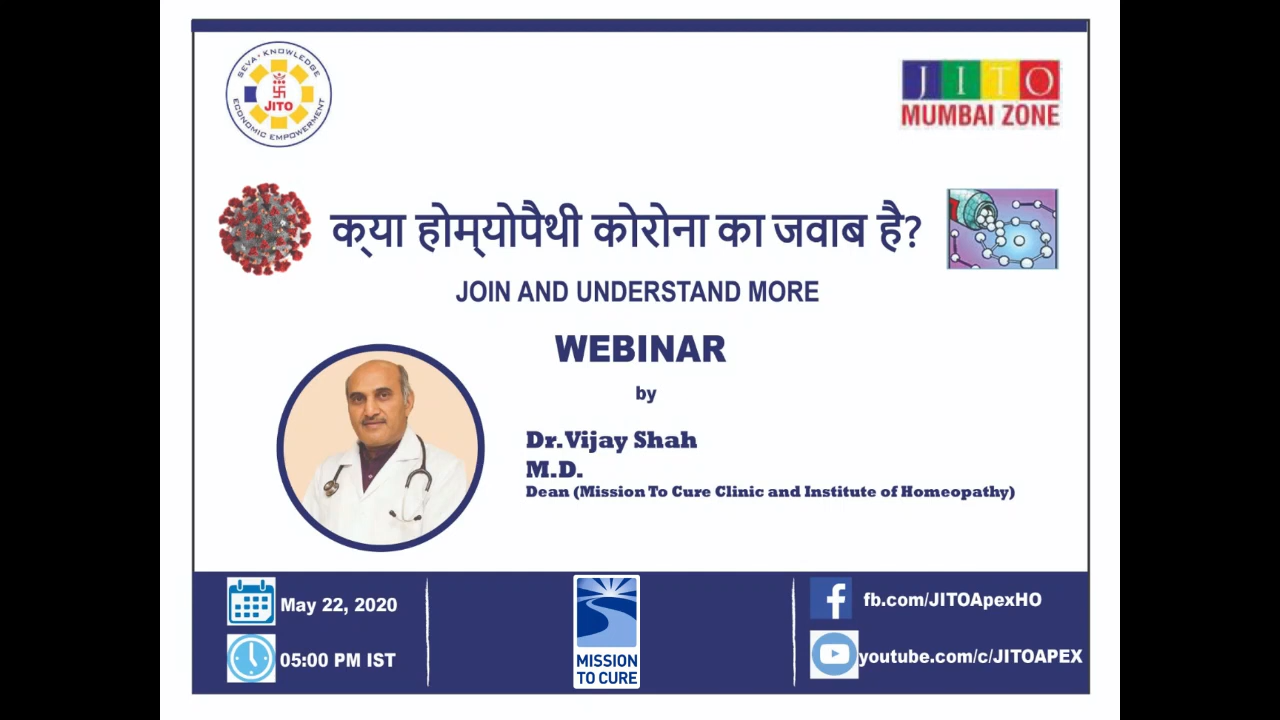 SEVA • KNOWLEDGE
JITO
ECONOMIC EMPOWERMENT
JITO
MUMBAI ZONE
क्‌या होम्‌योपैथी कोरोना का जवाब है?
JOIN AND UNDERSTAND MORE
WEBINAR
by
Dr.Vijay Shah
M.D.
Dean (Mission To Cure Clinic and Institute of Homeopathy)
May 22, 2020
05:00 PM IST
MISSION
TO CURE
fb.com/JITOApexHO
youtube.com/c/JITOAPEX